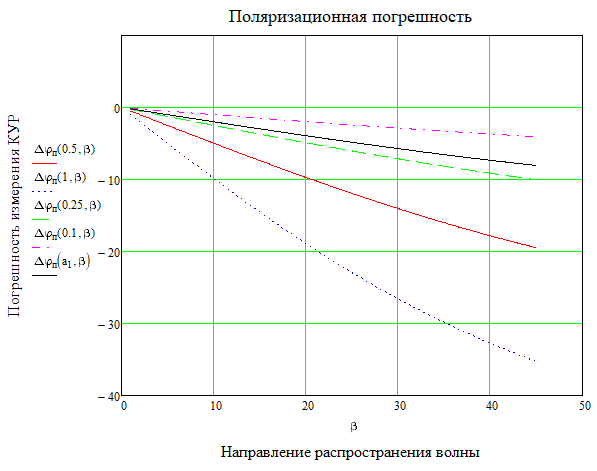 Поляризационная погрешность
Погрешность измерения КУР
Δφп(0.5,β)
Δφп(1,β)
Δφп(0.25,β)
Δφп(0.1,β)
Δφп(a1,β)
0
−10
−20
−30
−40
0 10 20 30 40 50
β
Направление распространения волны